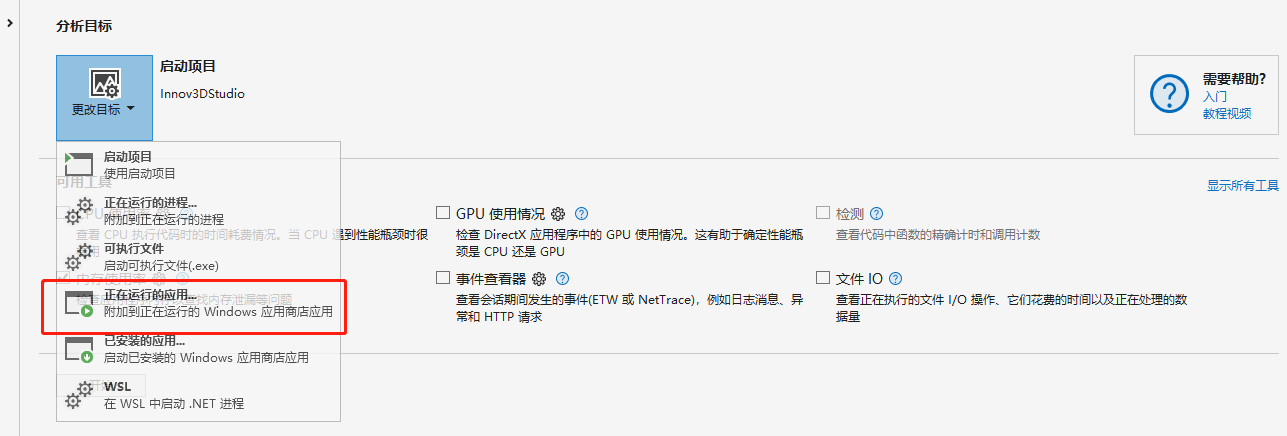 分析目标
更改目标
启动项目
Innov3DStudio
需要帮助?
入门
教程视频
启动项目
使用启动项目
正在运行的进程...
附加到正在运行的进程
可执行文件
启动可执行文件(.exe)
正在运行的应用...
附加到正在运行的 Windows 应用商店应用
已安装的应用...
启动已安装的 Windows 应用商店应用
WSL
在 WSL 中启动 .NET 进程
可用工具
显示所有工具
查看 CPU 执行代码时的时间耗费情况。当 CPU 遇到性能瓶颈时很
用
内存使用率
GPU 使用情况
检查 DirectX 应用程序中的 GPU 使用情况。这有助于确定性能瓶
颈是 CPU 还是 GPU
检测
查看代码中函数的精确计时和调用计数
事件查看器
查看会话期间发生的事件(ETW 或 NetTrace)，例如日志消息、异
常和 HTTP 请求
文件 IO
查看正在执行的文件 I/O 操作、它们花费的时间以及正在处理的数
据量